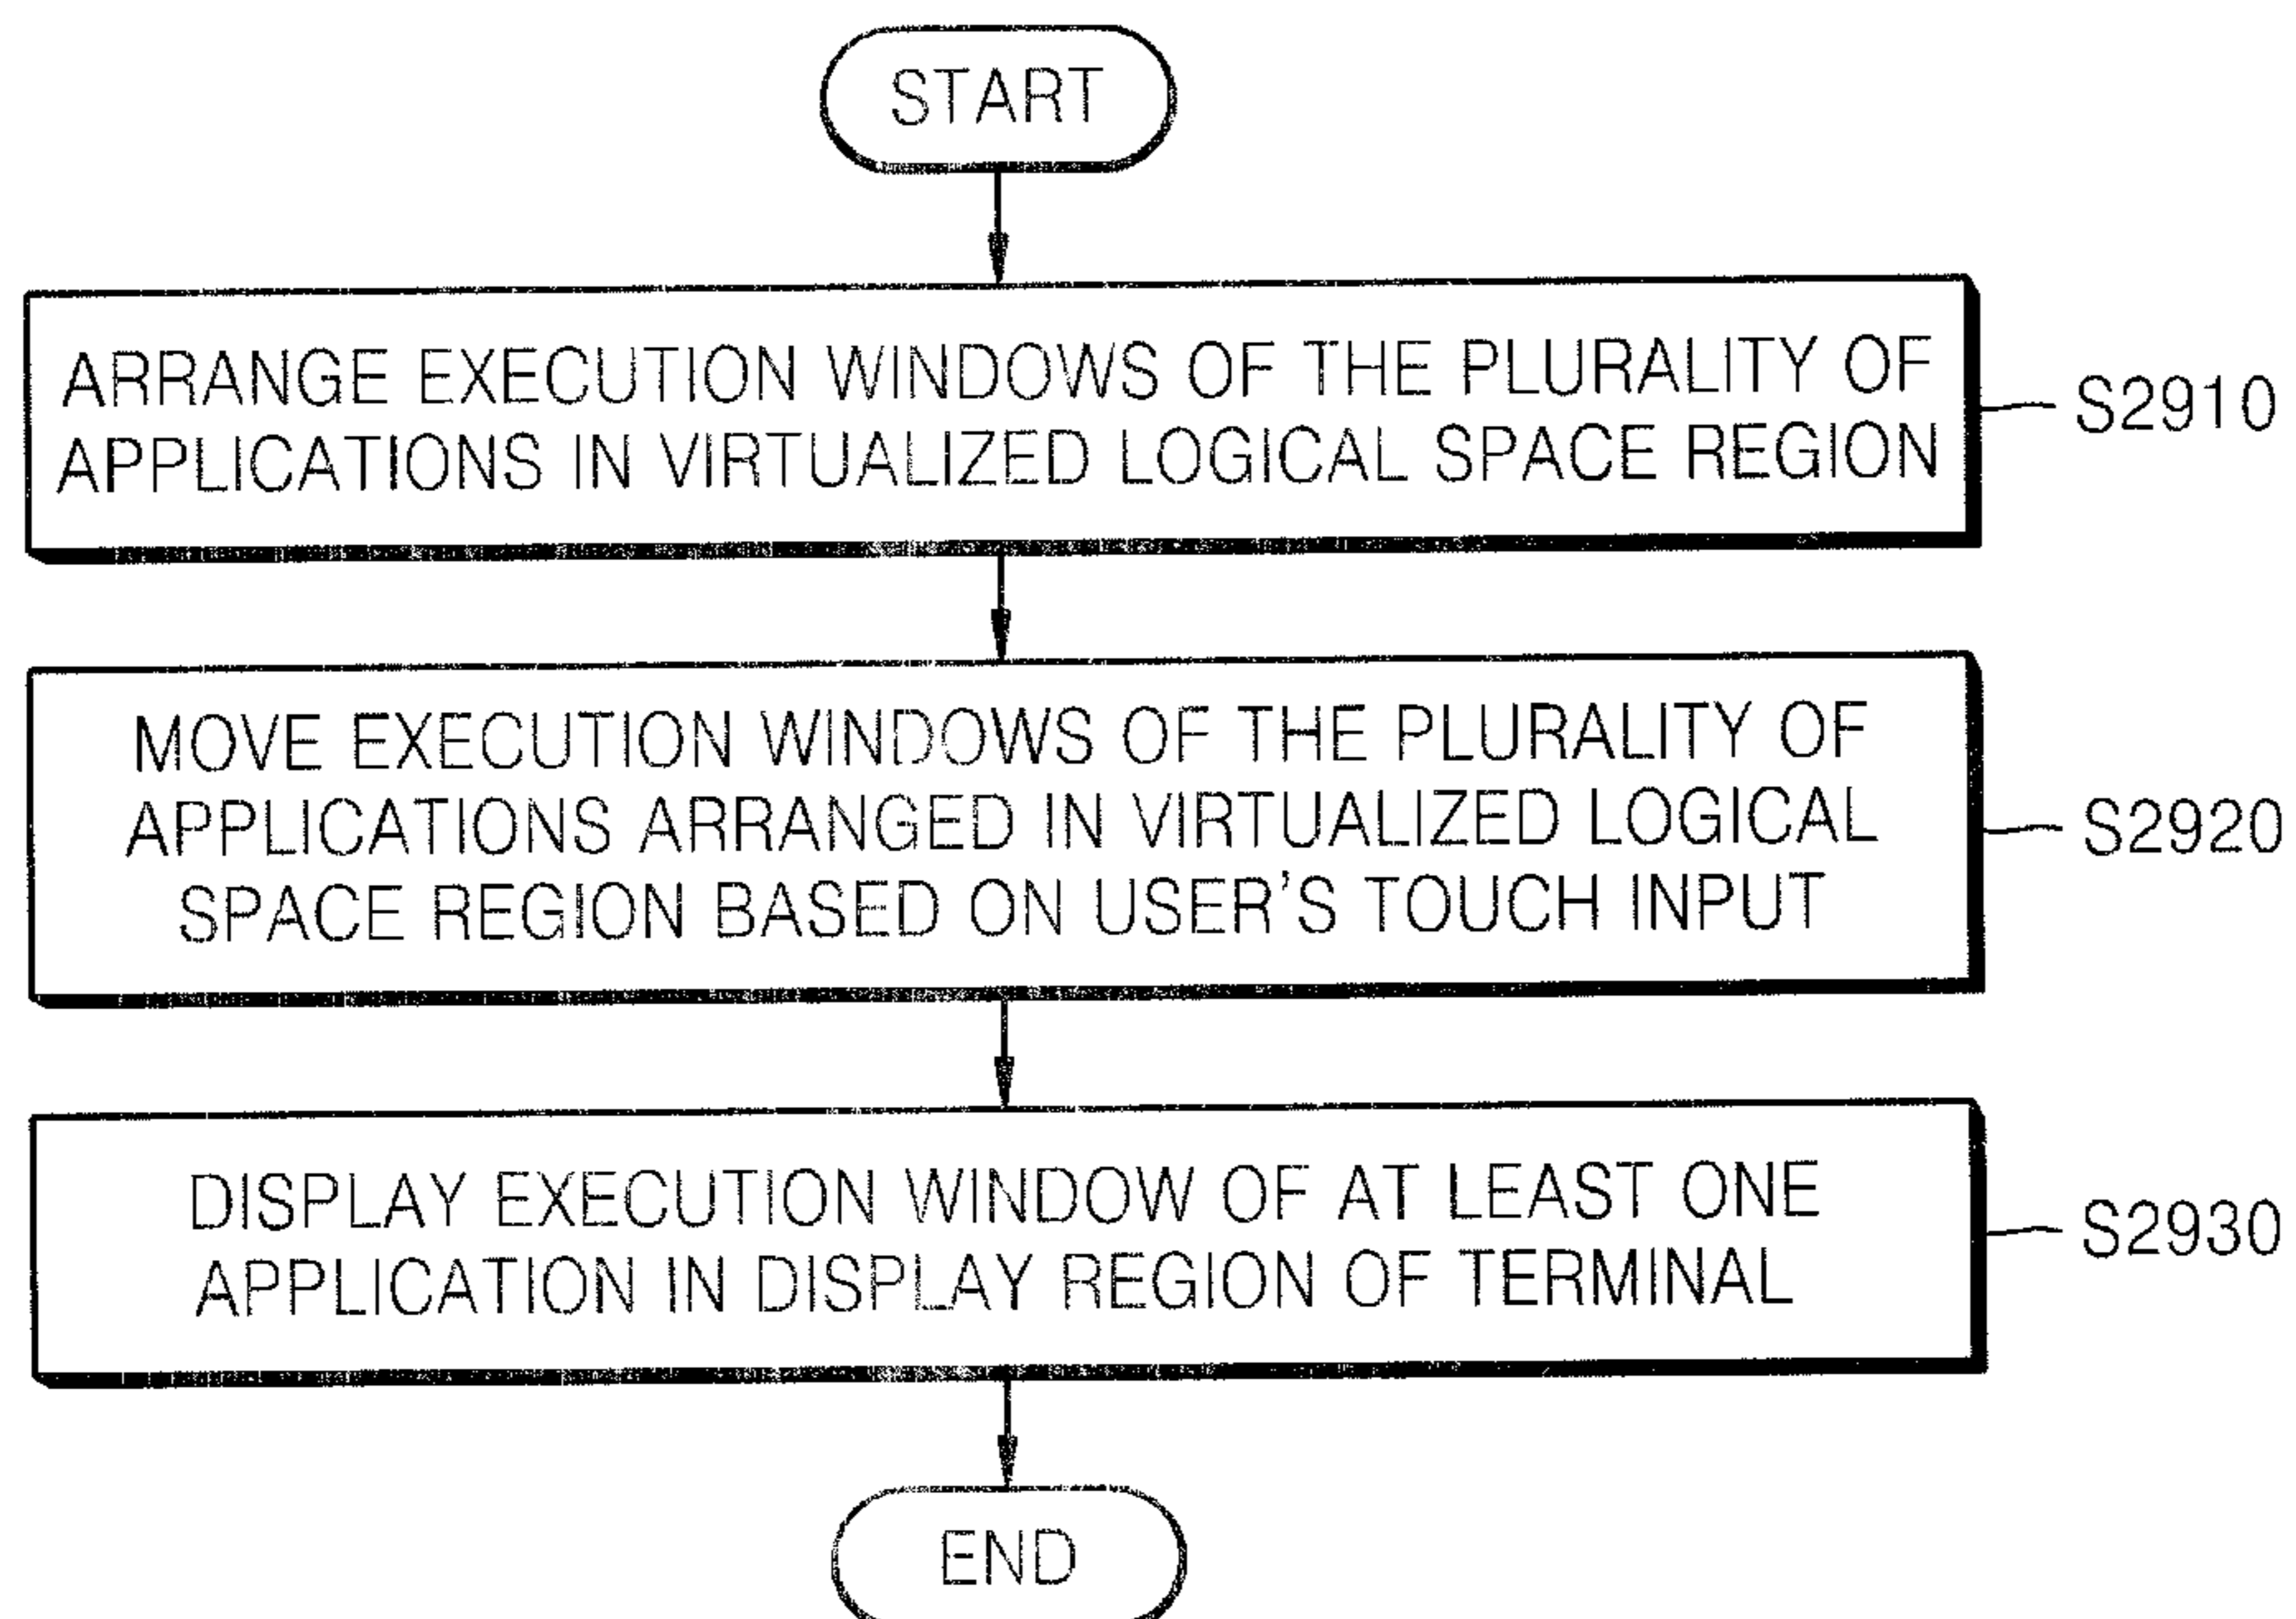 START
ARRANGE EXECUTION WINDOWS OF THE PLURALITY OF
APPLICATIONS IN VIRTUALIZED LOGICAL SPACE REGION
S2910
MOVE EXECUTION WINDOWS OF THE PLURALITY OF
APPLICATIONS ARRANGED IN VIRTUALIZED LOGICAL
SPACE REGION BASED ON USER'S TOUCH INPUT
S2920
DISPLAY EXECUTION WINDOW OF AT LEAST ONE
APPLICATION IN DISPLAY REGION OF TERMINAL
S2930
END